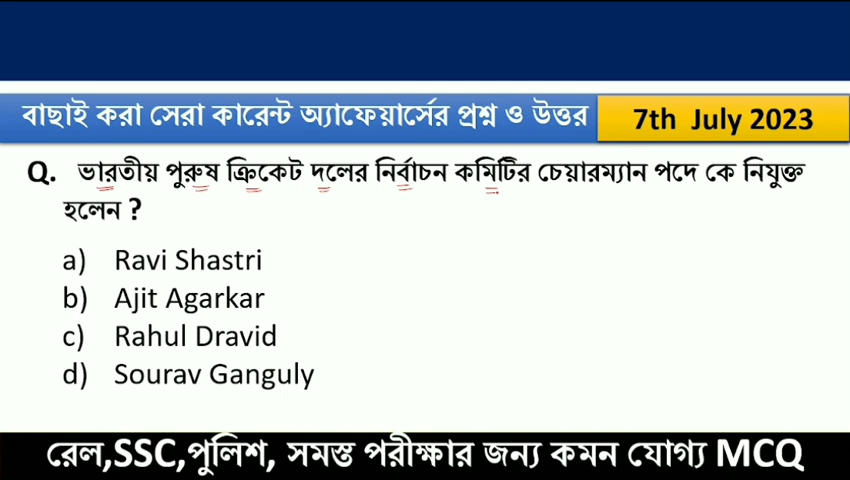 বাছাই করা সেরা কারেন্ট অ্যাফেয়ার্সের প্রশ্ন ও উত্তর 7th July 2023
Q. ভারতীয় পুরুষ ক্রিকেট দলের নির্বাচন কমিটির চেয়ারম্যান পদে কে নিযুক্ত
হলেন ?
a) Ravi Shastri
b) Ajit Agarkar
c) Rahul Dravid
d) Sourav Ganguly
রেল,SSC,পুলিশ, সমস্ত পরীক্ষার জন্য কমন যোগ্য MCQ